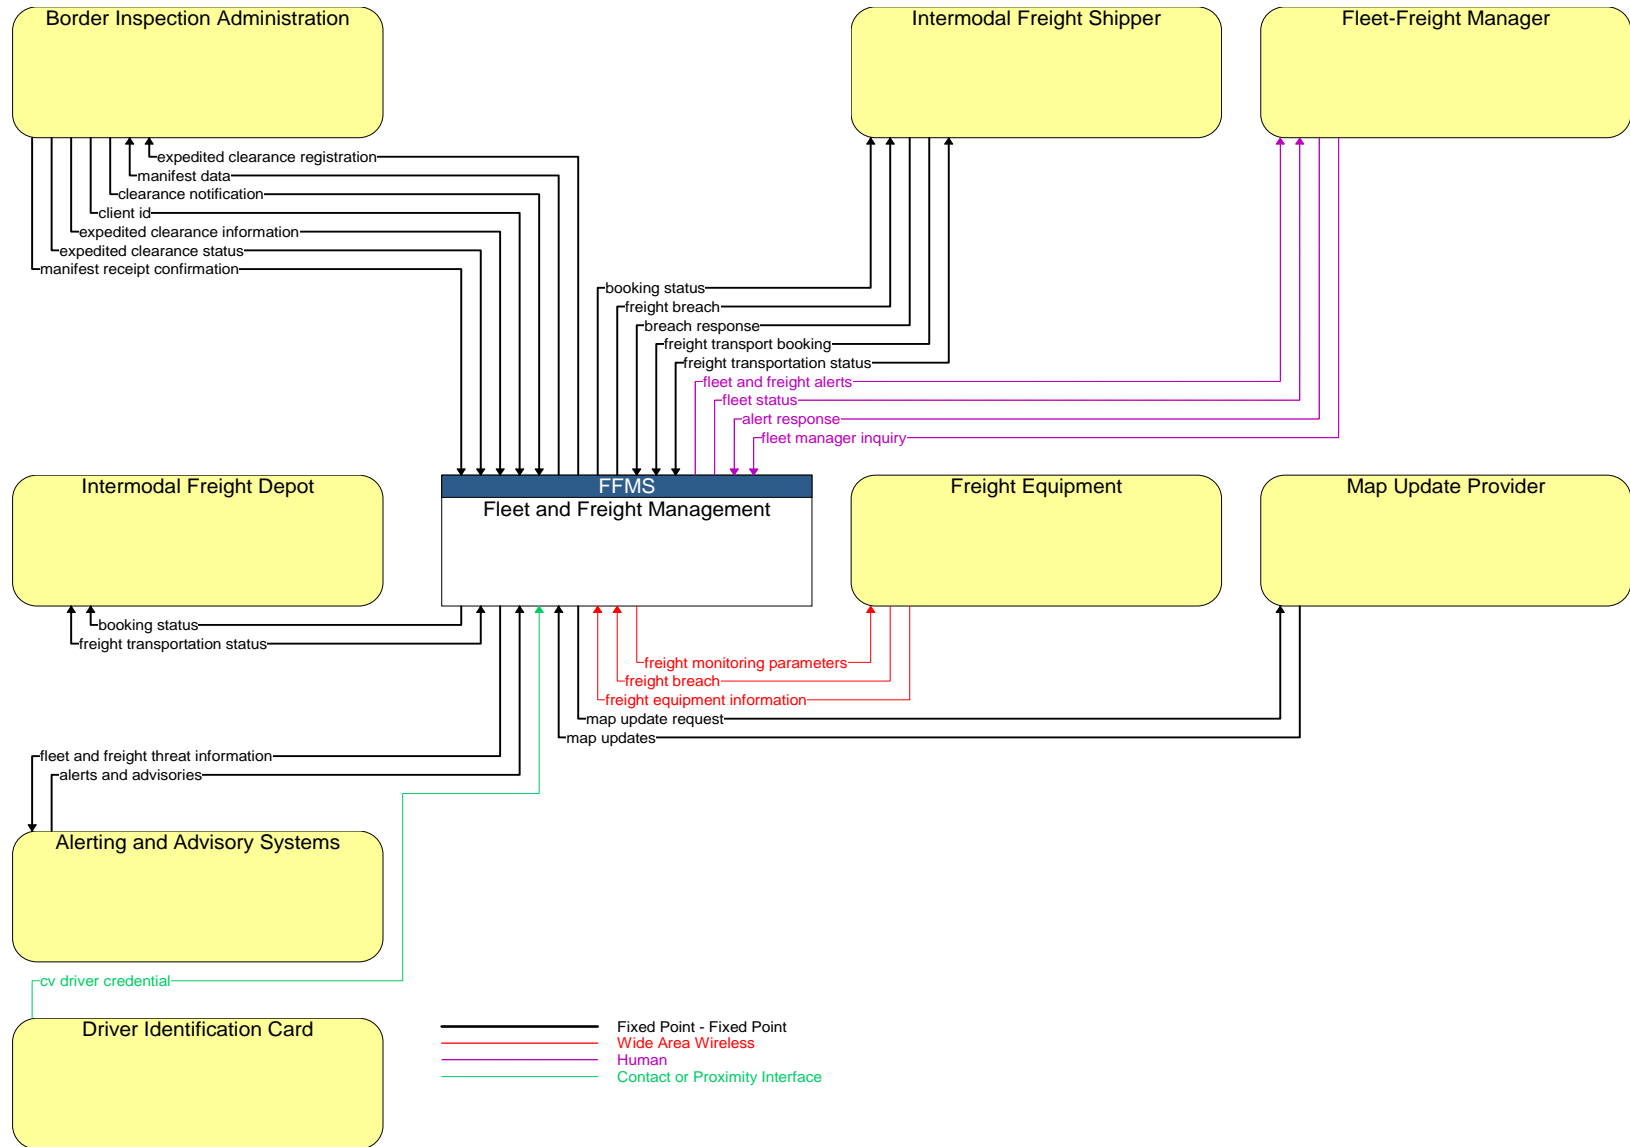 Border Inspection Administration
Intermodal Freight Shipper
Fleet-Freight Manager
expedited clearance registration
manifest data
clearance notification
client id
expedited clearance information
expedited clearance status
manifest receipt confirmation
booking status
freight breach
breach response
freight transport booking
freight transportation status
fleet and freight alerts
fleet status
alert response
fleet manager inquiry
Intermodal Freight Depot
FFMS
Fleet and Freight Management
Freight Equipment
Map Update Provider
booking status
freight transportation status
freight monitoring parameters
freight breach
freight equipment information
map update request
map updates
fleet and freight threat information
alerts and advisories
Alerting and Advisory Systems
cv driver credential
Driver Identification Card
Fixed Point - Fixed Point
Wide Area Wireless
Human
Contact or Proximity Interface